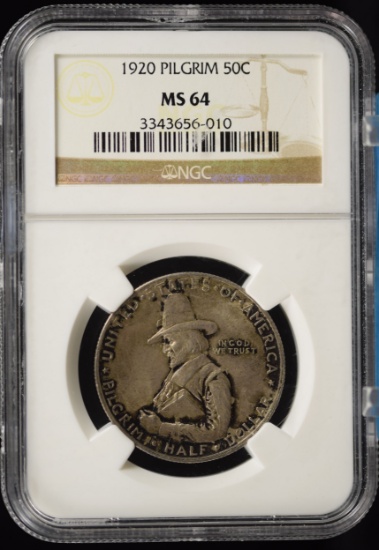 1920 PILGRIM 50C
MS 64
3343656-010
NGC
UNITED STATES OF AMERICA
IN GOD
WE TRUST
PILGRIM HALF DOLLAR